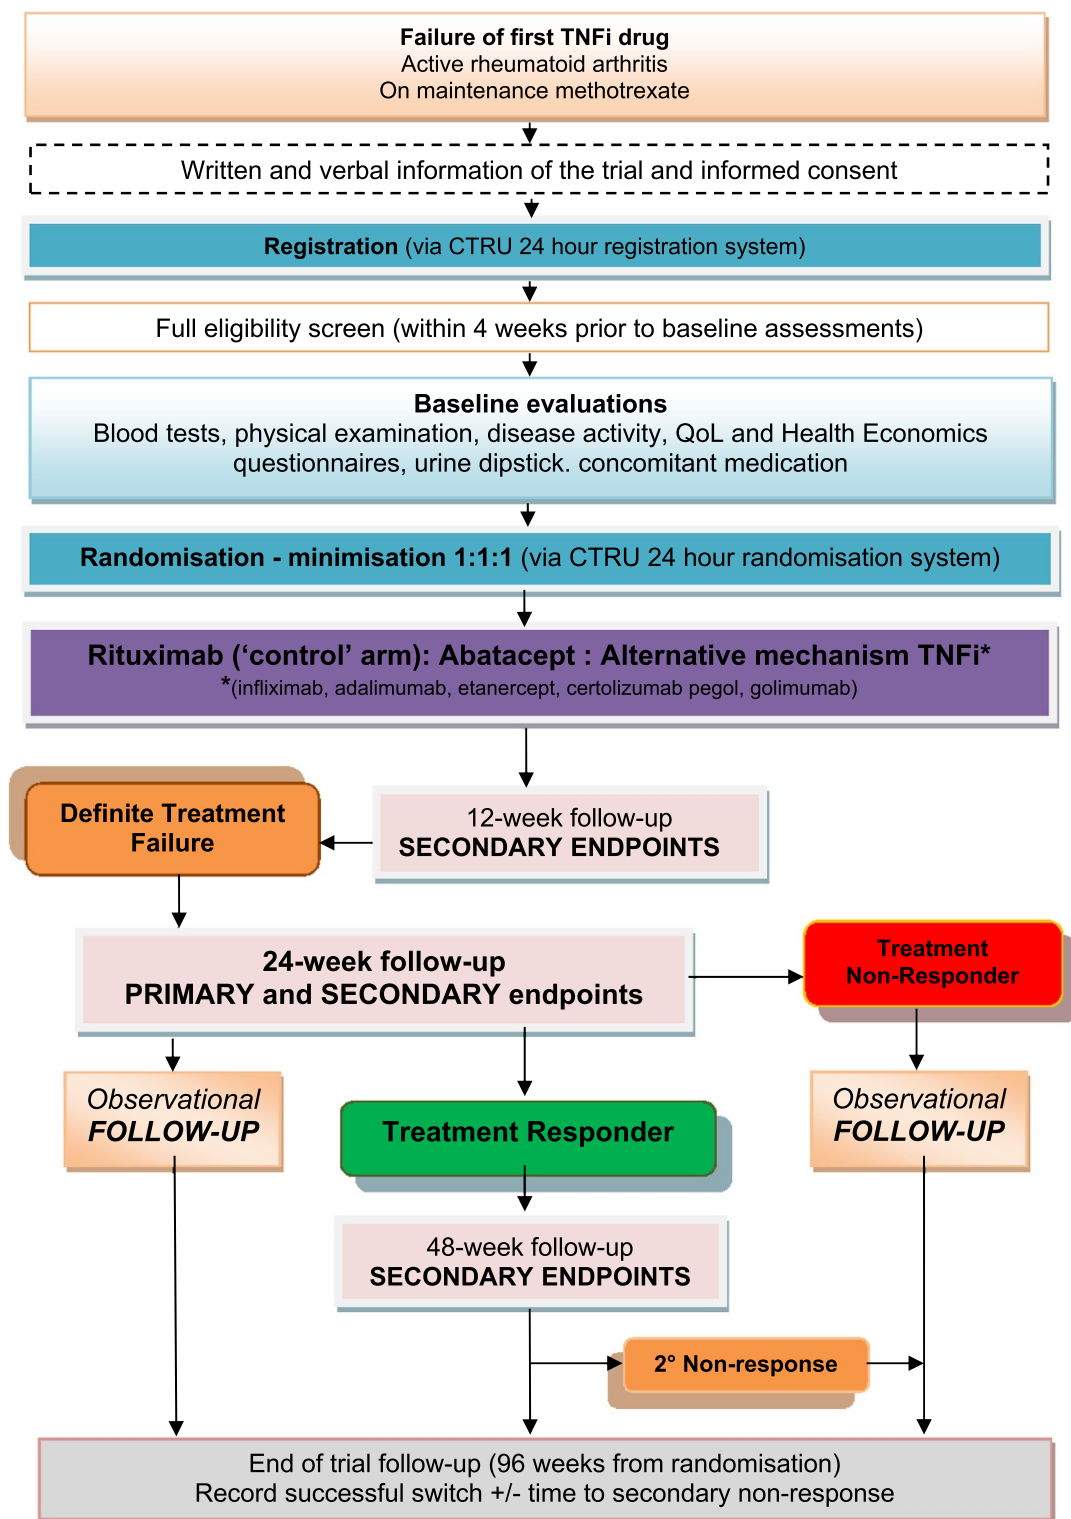 Failure of first TNFi drug
Active rheumatoid arthritis
On maintenance methotrexate
Written and verbal information of the trial and informed consent
Registration (via CTRU 24 hour registration system)
Full eligibility screen (within 4 weeks prior to baseline assessments)
Baseline evaluations
Blood tests, physical examination, disease activity, QoL and Health Economics
questionnaires, urine dipstick. concomitant medication
Randomisation - minimisation 1:1:1 (via CTRU 24 hour randomisation system)
Rituximab (‘control’ arm): Abatacept : Alternative mechanism TNFi*
*(infliximab, adalimumab, etanercept, certolizumab pegol, golimumab)
Definite Treatment
Failure
12-week follow-up
SECONDARY ENDPOINTS
24-week follow-up
PRIMARY and SECONDARY endpoints
Treatment
Non-Responder
Observational
FOLLOW-UP
Treatment Responder
Observational
FOLLOW-UP
48-week follow-up
SECONDARY ENDPOINTS
2° Non-response
End of trial follow-up (96 weeks from randomisation)
Record successful switch +/- time to secondary non-response